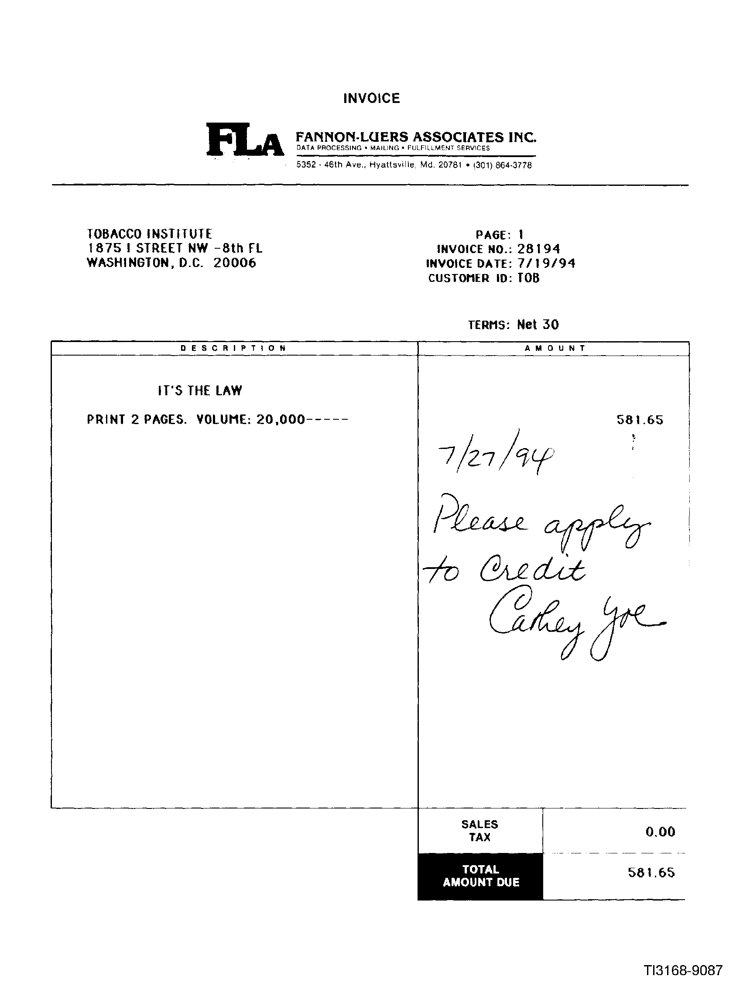 INVOICE
FLA
FANNON-LUERS ASSOCIATES INC.
DATA PROCESSING • MAILING • FULFILLMENT SERVICES
5352 - 46th Ave., Hyattsville, Md. 20781 • (301) 864-3778
TOBACCO INSTITUTE
1875 I STREET NW -8th FL
WASHINGTON, D.C. 20006
PAGE: 1
INVOICE NO.: 28194
INVOICE DATE: 7/19/94
CUSTOMER ID: TOB
TERMS: Net 30
DESCRIPTION AMOUNT
IT'S THE LAW
PRINT 2 PAGES. VOLUME: 20,000----- 581.65
7/27/94
Please apply
to Credit
Yoe
SALES
TAX 0.00
TOTAL
AMOUNT DUE 581.65
TI3168-9087